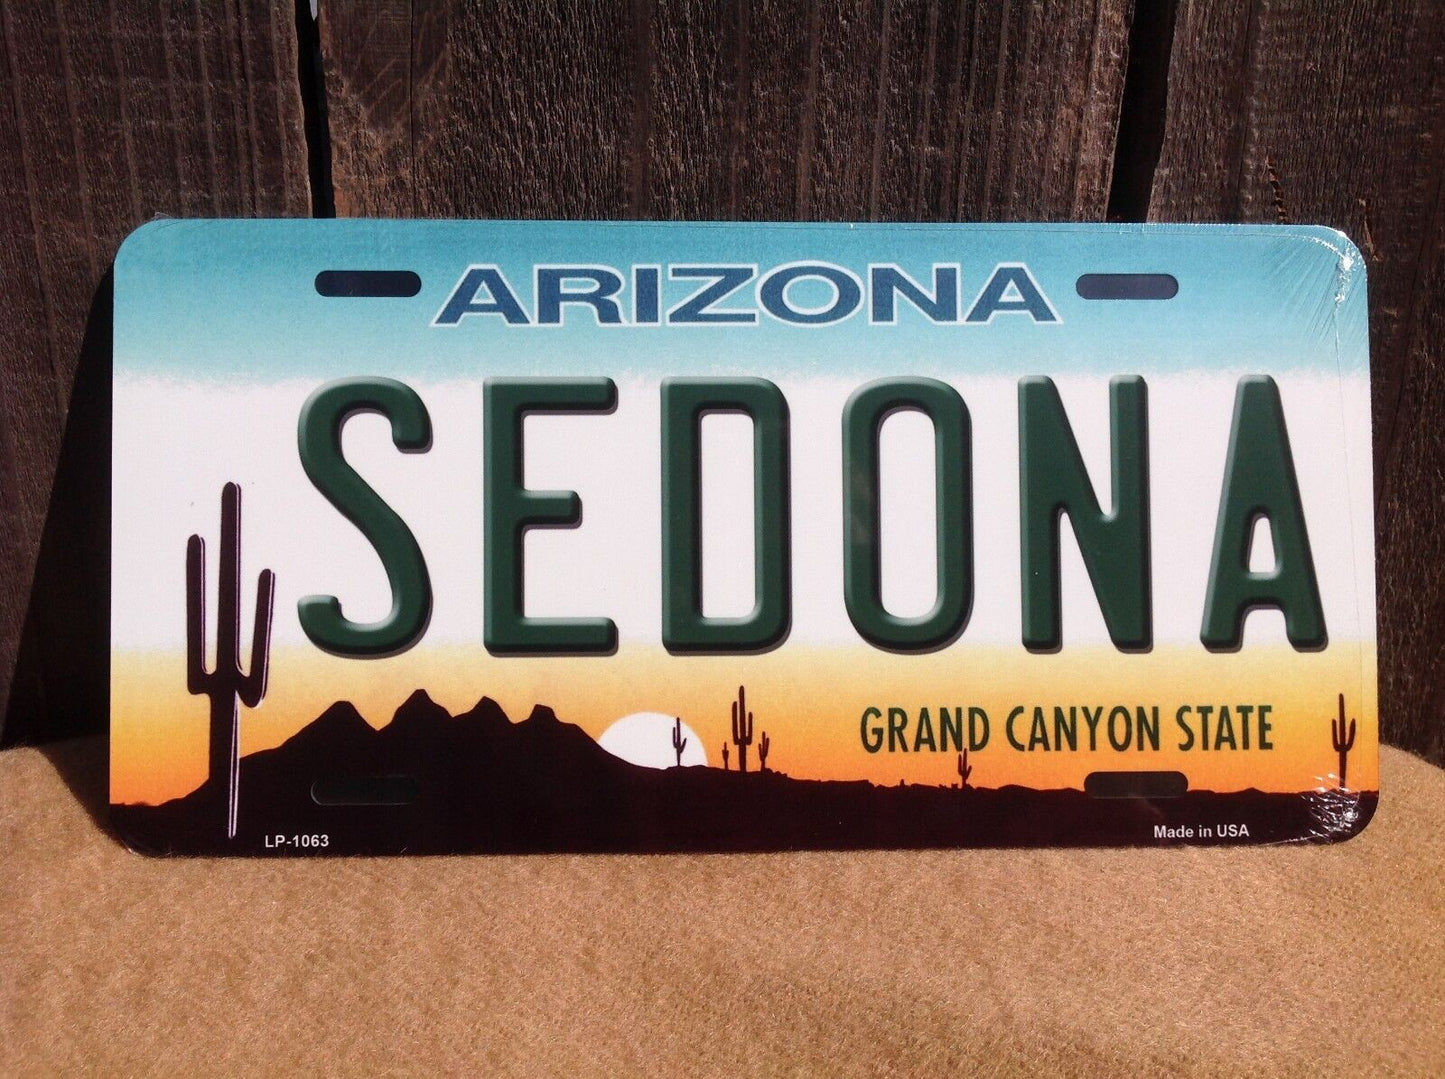 ARIZONA
SEDONA
GRAND CANYON STATE
LP-1063 Made in USA